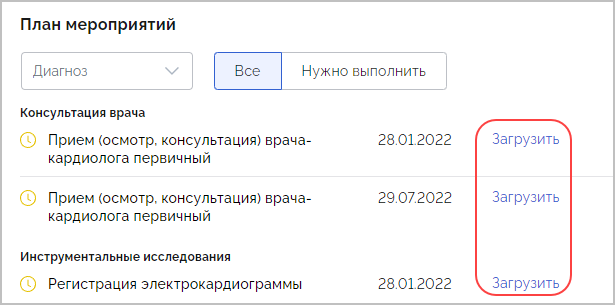 План мероприятий
Диагноз
Все
Нужно выполнить
Консультация врача
Прием (осмотр, консультация) врача- 28.01.2022 Загрузить
кардиолога первичный
Прием (осмотр, консультация) врача- 29.07.2022 Загрузить
кардиолога первичный
Инструментальные исследования
Регистрация электрокардиограммы 28.01.2022 Загрузить